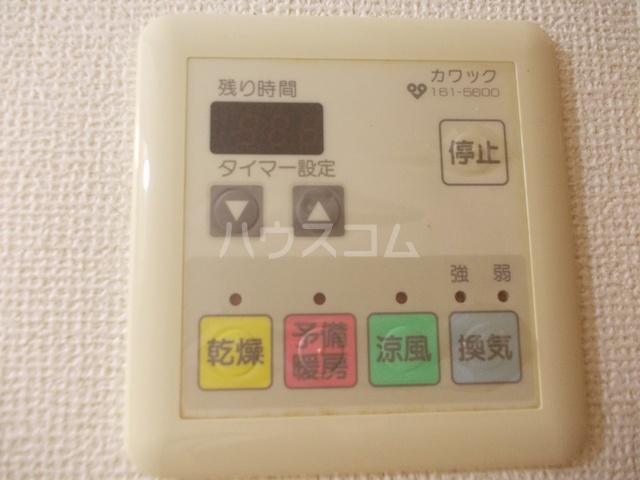 残り時間
カワック
161-5600
タイマー設定
停止
▼
▲
ハウスコム
強 弱
乾燥
予備
暖房
涼風
換気